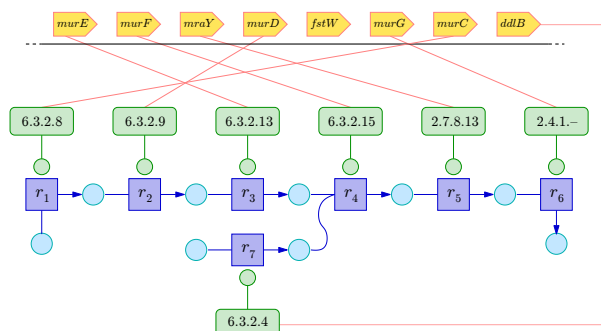 murE murF mraY murD fstW murG murC ddlB
6.3.2.8 6.3.2.9 6.3.2.13 6.3.2.15 2.7.8.13 2.4.1.–
r1 r2 r3 r4 r5 r6
r7
6.3.2.4